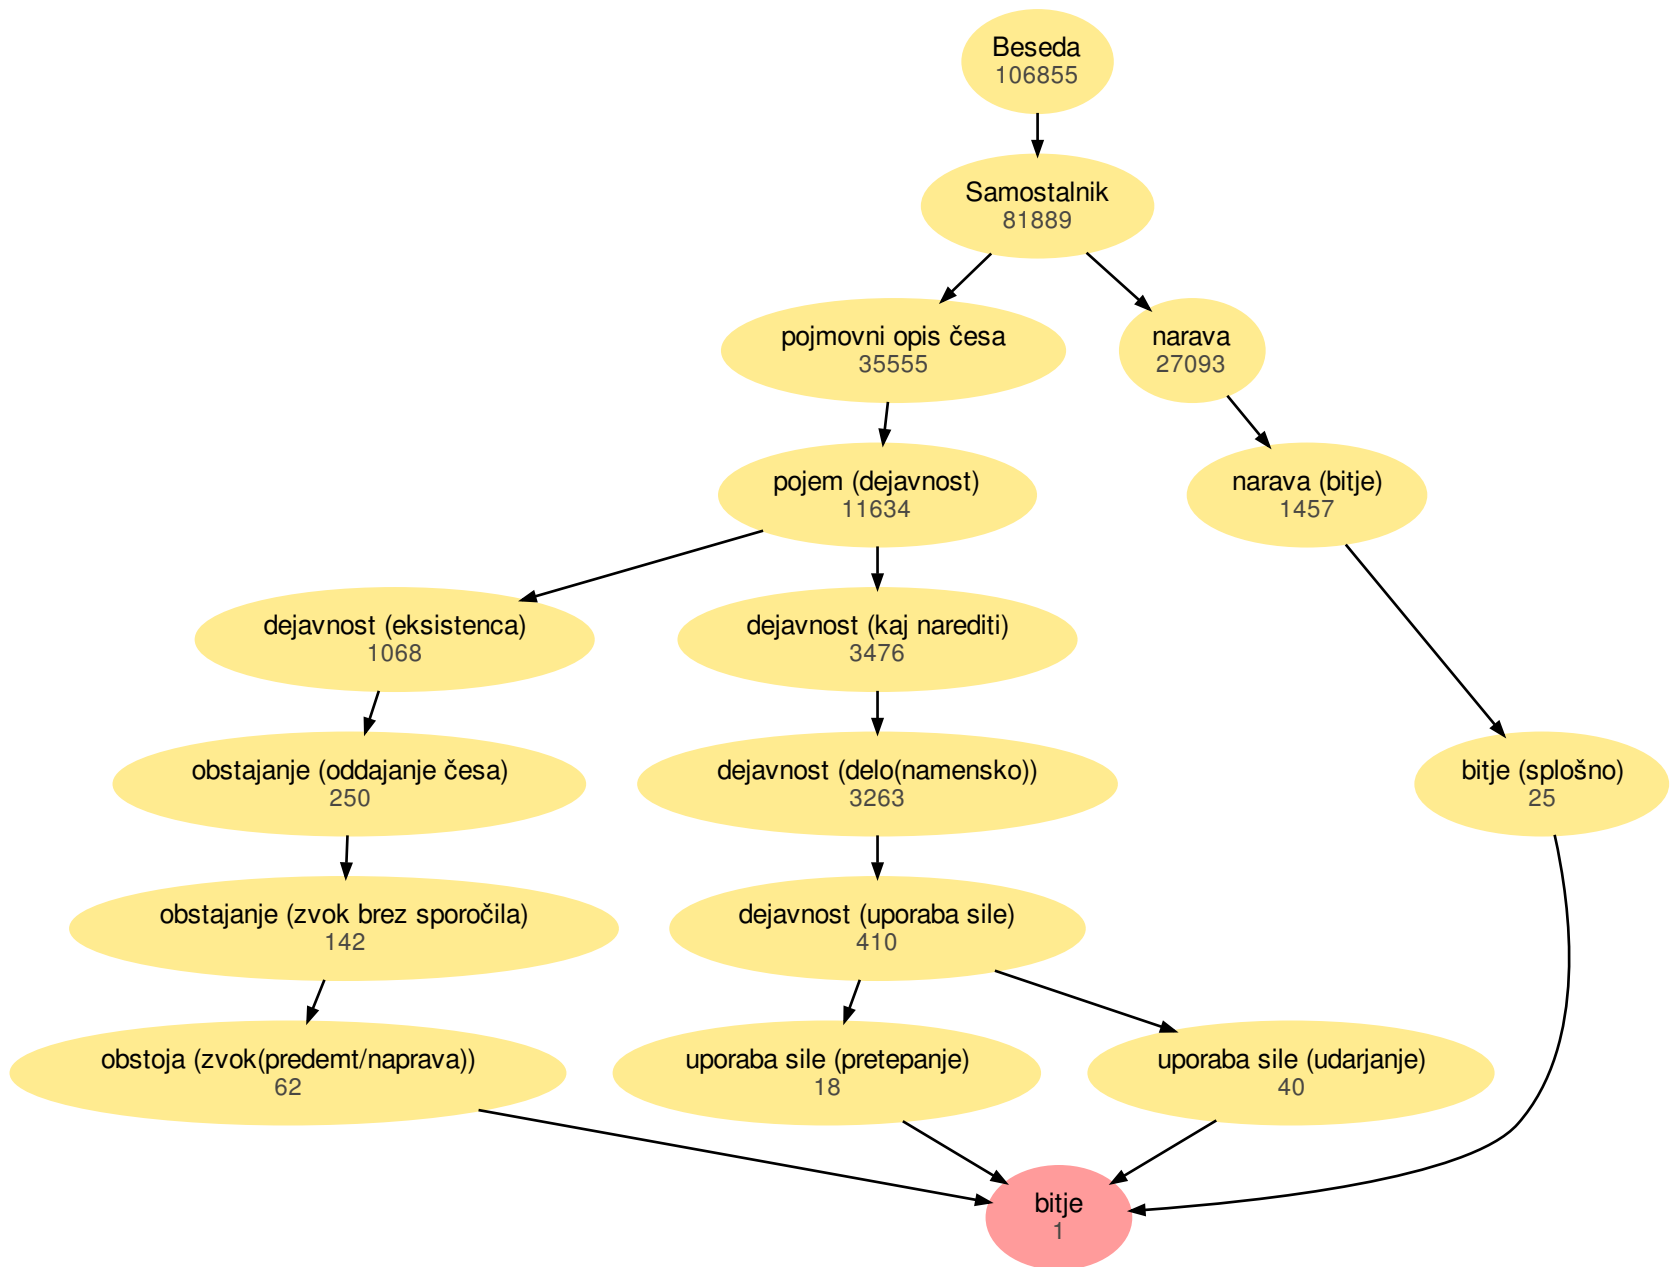 Beseda
106855
Samostalnik
81889
pojmovni opis česa
35555
narava
27093
pojem (dejavnost)
11634
narava (bitje)
1457
dejavnost (eksistenca)
1068
dejavnost (kaj narediti)
3476
obstajanje (oddajanje česa)
250
dejavnost (delo(namensko))
3263
bitje (splošno)
25
obstajanje (zvok brez sporočila)
142
dejavnost (uporaba sile)
410
obstoja (zvok(predemt/naprava))
62
uporaba sile (pretepanje)
18
uporaba sile (udarjanje)
40
bitje
1